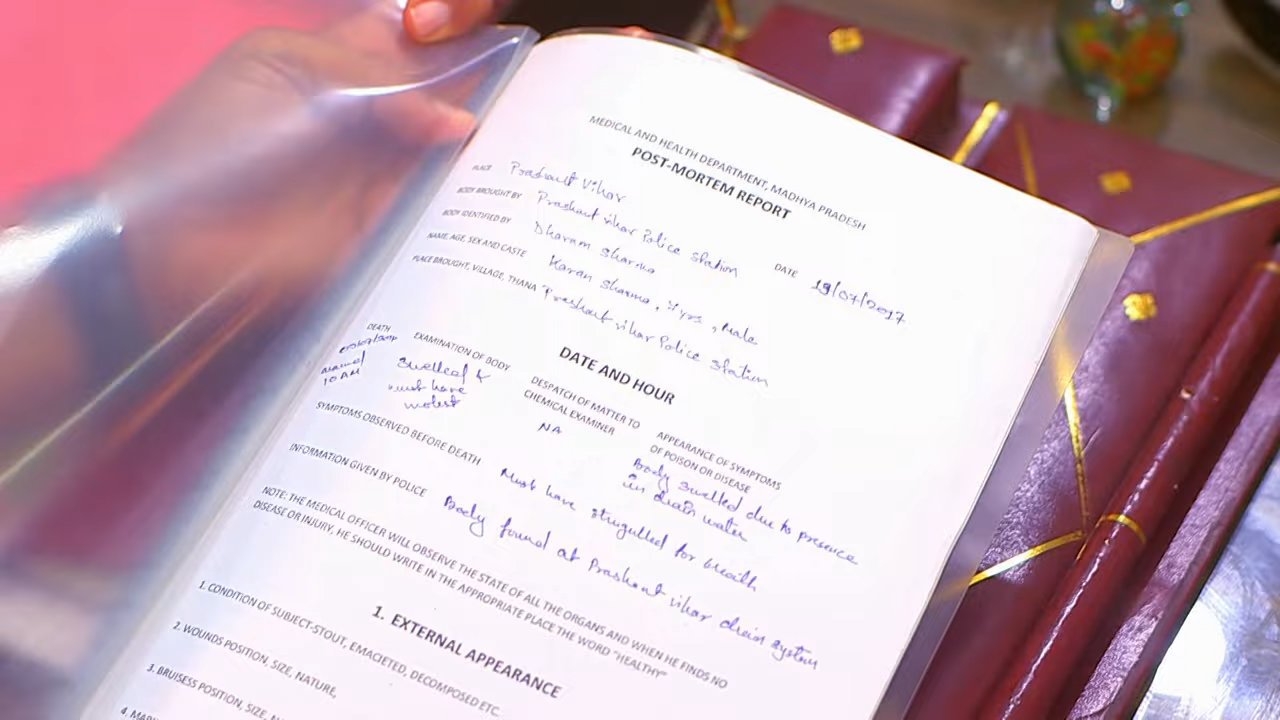 MEDICAL AND HEALTH DEPARTMENT, MADHYA PRADESH
POST-MORTEM REPORT
PLACE Prashant Vihar
BODY BROUGHT BY Prashant vihar Police Station DATE 19/07/2017
BODY IDENTIFIED BY Dharam Sharma
NAME, AGE, SEX AND CASTE Karan Sharma, yrs, Male
PLACE BROUGHT, VILLAGE, THANA Prashant vihar Police Station
DATE AND HOUR
DEATH EXAMINATION OF BODY DESPATCH OF MATTER TO CHEMICAL EXAMINER APPEARANCE OF SYMPTOMS OF POISON OR DISEASE
10 AM
Swelled &
must have
NA
Body swelled due to presence
in drain water
SYMPTOMS OBSERVED BEFORE DEATH Must have strugulled for breath
INFORMATION GIVEN BY POLICE Body found at Prashant vihar drain system
NOTE: THE MEDICAL OFFICER WILL OBSERVE THE STATE OF ALL THE ORGANS AND WHEN HE FINDS NO
DISEASE OR INJURY, HE SHOULD WRITE IN THE APPROPRIATE PLACE THE WORD "HEALTHY"
1. EXTERNAL APPEARANCE
1. CONDITION OF SUBJECT-STOUT, EMACIETED, DECOMPOSED ETC.
2. WOUNDS POSITION, SIZE, NATURE,
3. BRUISESS POSITION, SIZE,
4.